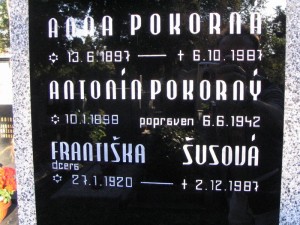 ANNA POKORNÁ
✡ 13.6.1897 — † 6.10.1987
ANTONÍN POKORNÝ
✡ 10.1.1898 popraven 6.6.1942
FRANTIŠKA ŠUSOVÁ
dcera
✡ 27.1.1920 — † 2.12.1987